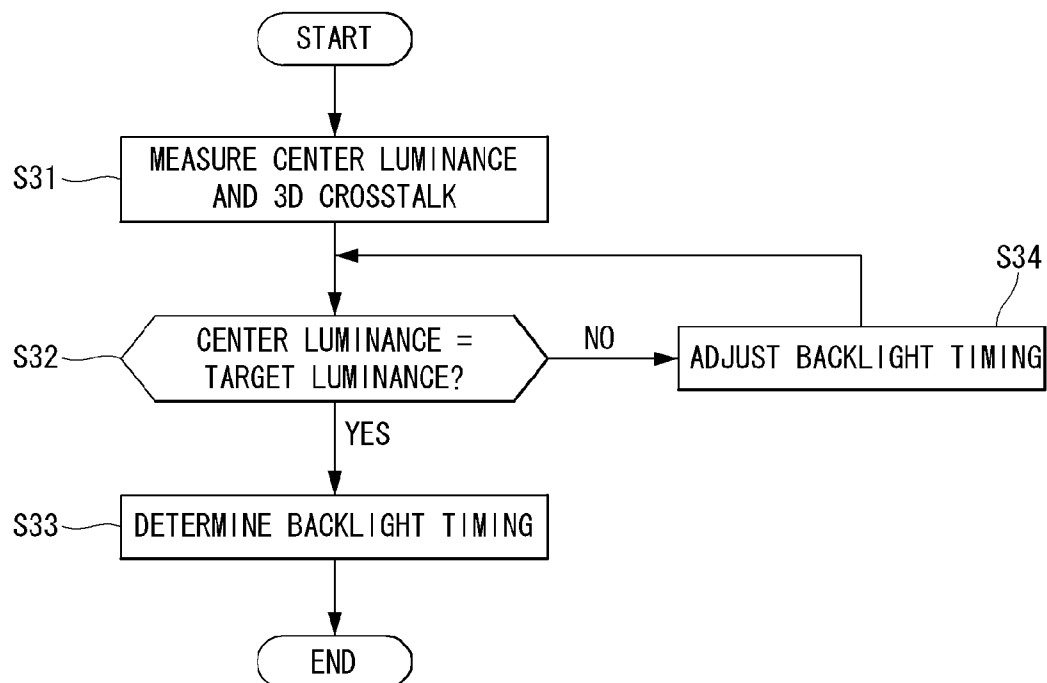 START
S31
MEASURE CENTER LUMINANCE
AND 3D CROSSTALK
S34
S32
CENTER LUMINANCE =
TARGET LUMINANCE?
NO
ADJUST BACKLIGHT TIMING
YES
S33
DETERMINE BACKLIGHT TIMING
END